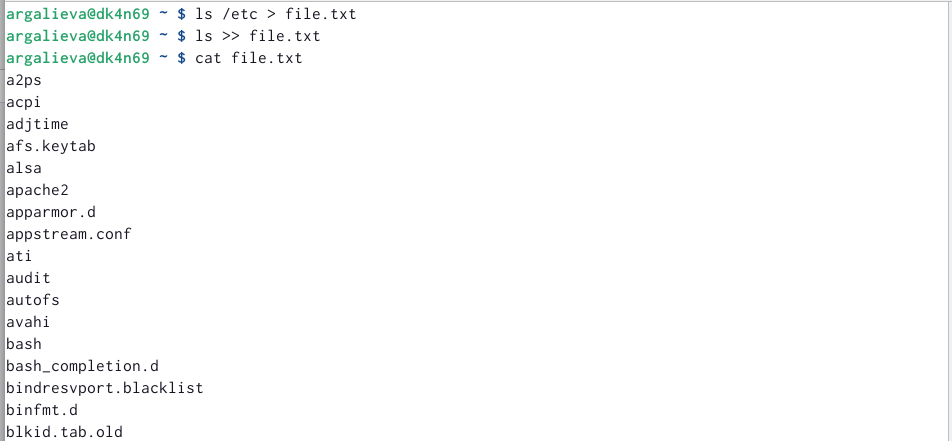 argalieva@dk4n69 ~ $ ls /etc > file.txt
argalieva@dk4n69 ~ $ ls >> file.txt
argalieva@dk4n69 ~ $ cat file.txt
a2ps
acpi
adjtime
afs.keytab
alsa
apache2
apparmor.d
appstream.conf
ati
audit
autofs
avahi
bash
bash_completion.d
bindresvport.blacklist
binfmt.d
blkid.tab.old